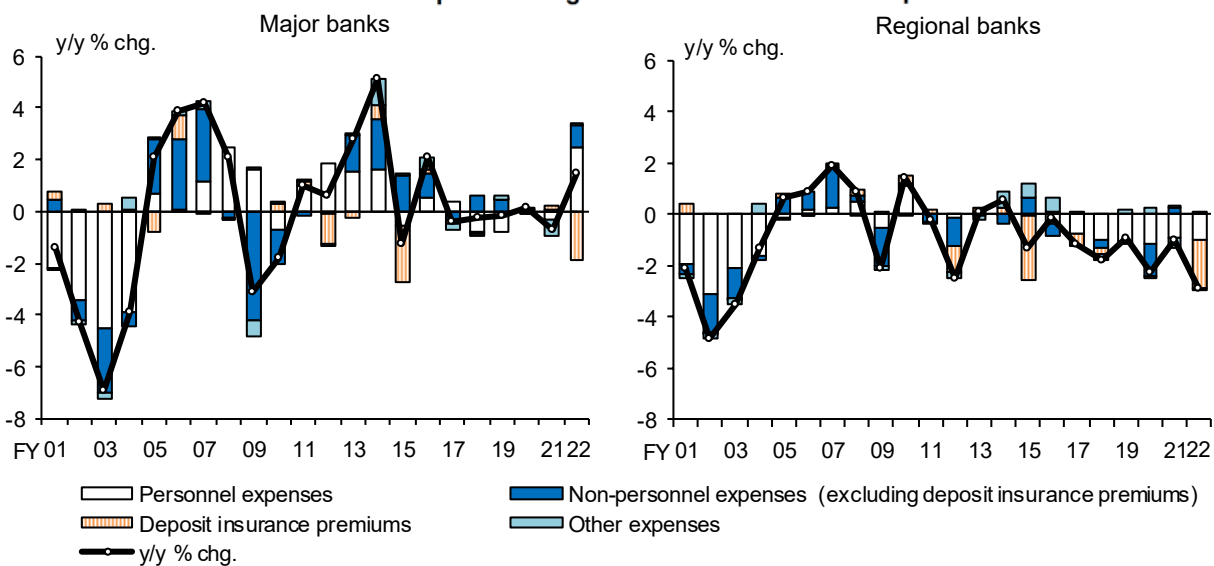 Major banks
y/y % chg.
6
4
2
0
-2
-4
-6
-8
FY 01 03 05 07 09 11 13 15 17 19 2122
Regional banks
y/y % chg.
6
4
2
0
-2
-4
-6
-8
FY 01 03 05 07 09 11 13 15 17 19 2122
Personnel expenses
Non-personnel expenses (excluding deposit insurance premiums)
Deposit insurance premiums
Other expenses
y/y % chg.